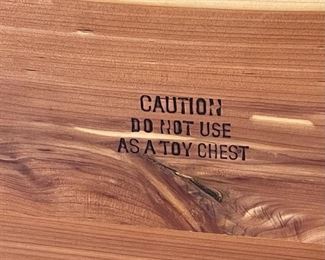 CAUTION
DO NOT USE
AS A TOY CHEST